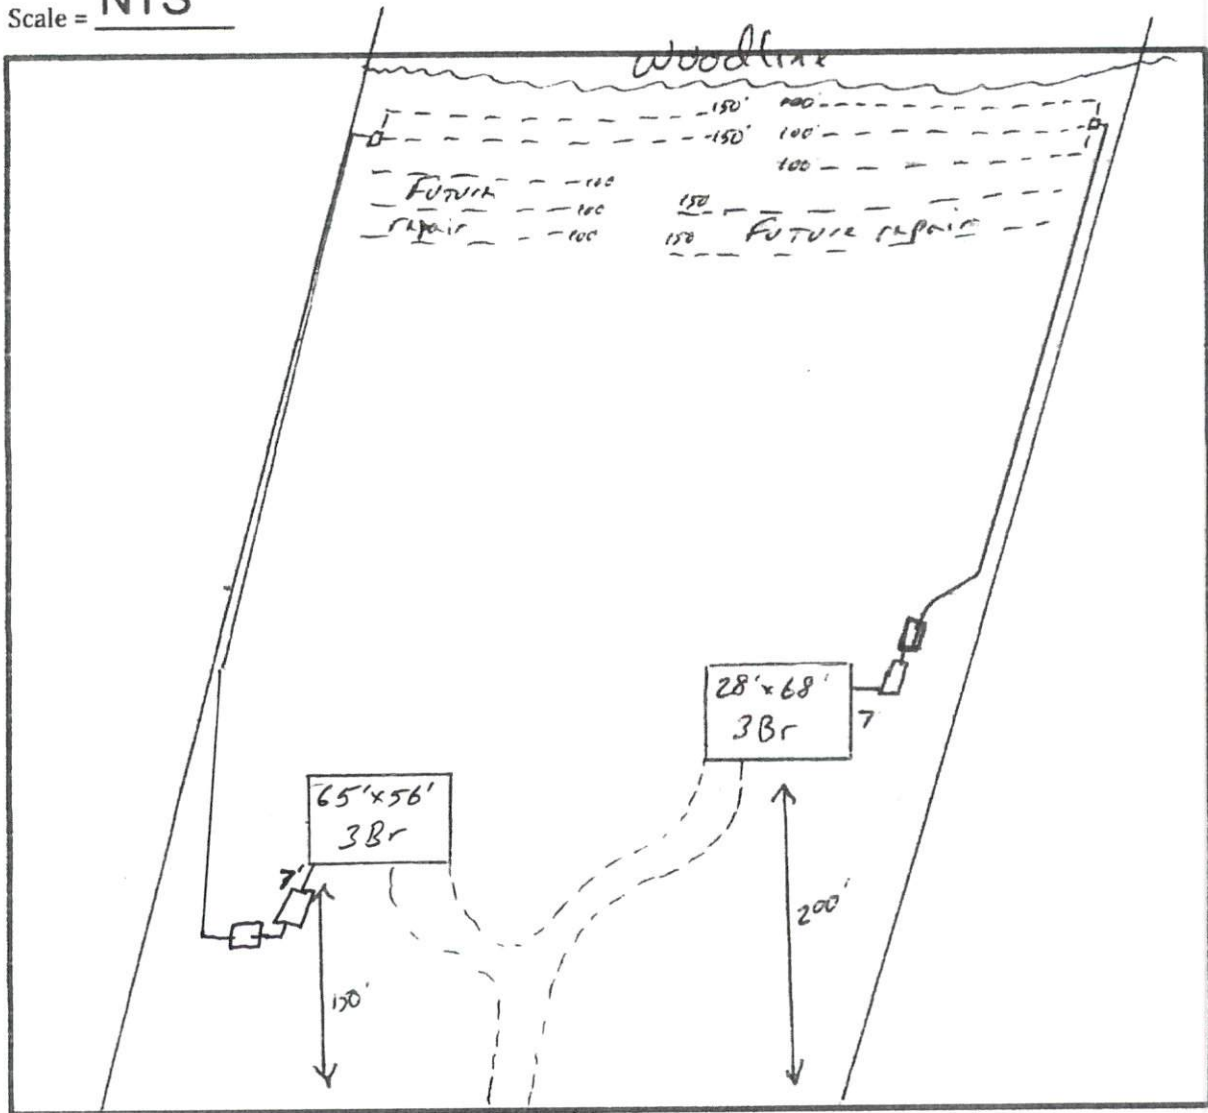 Scale = NTS
woodline
150' 100'
150' 100'
100
Future 100
100 150
repair 100 150 Future repair
28'x68'
3Br
7
65'x56'
3Br
7'
200'